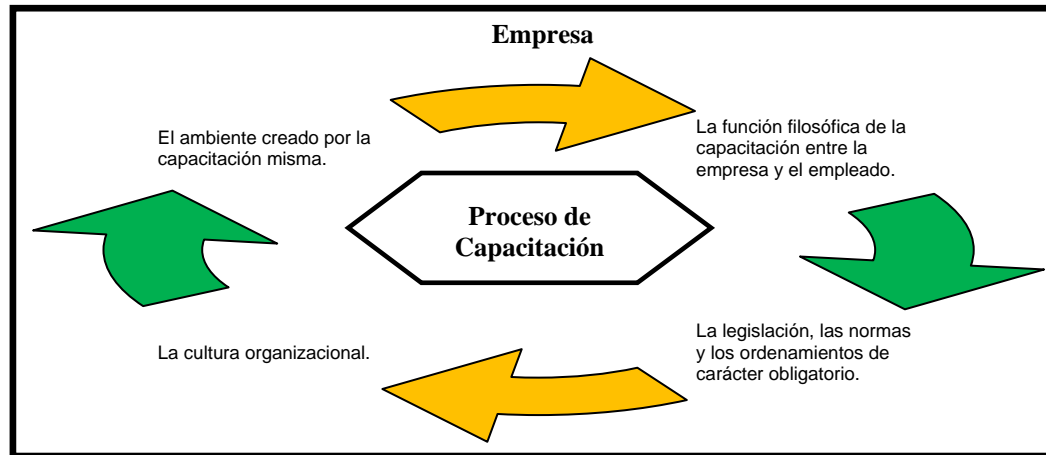 Empresa
El ambiente creado por la
capacitación misma.
La función filosófica de la
capacitación entre la
empresa y el empleado.
Proceso de
Capacitación
La cultura organizacional.
La legislación, las normas
y los ordenamientos de
carácter obligatorio.